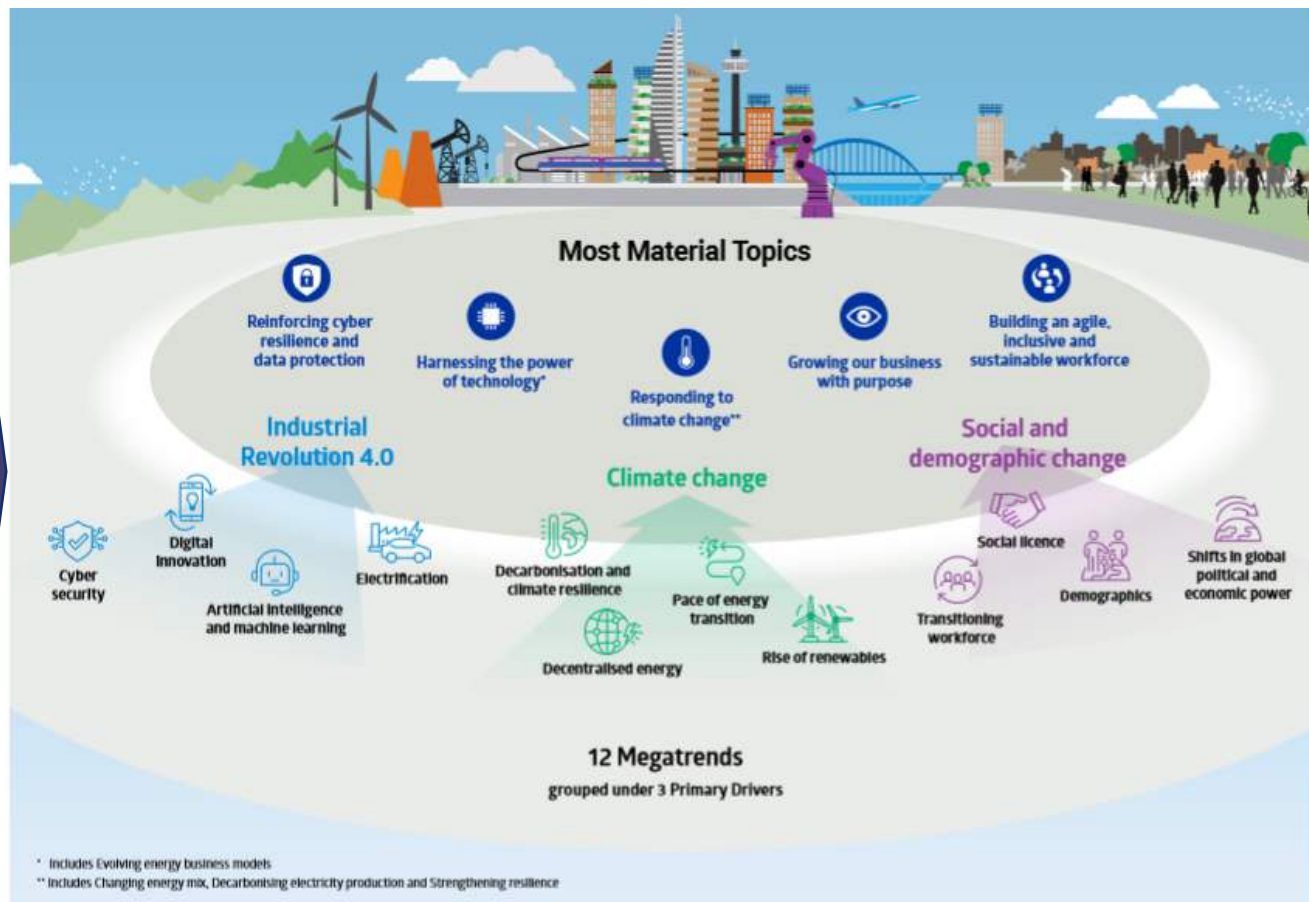 Most Material Topics
Reinforcing cyber
resilience and
data protection
Harnessing the power
of technology*
Responding to
climate change**
Growing our business
with purpose
Building an agile,
inclusive and
sustainable workforce
Industrial
Revolution 4.0
Climate change
Social and
demographic change
Cyber
security
Digital
Innovation
Artificial intelligence
and machine learning
Electrification
Decarbonisation and
climate resilience
Decentralised energy
Pace of energy
transition
Rise of renewables
Transitioning
workforce
Social licence
Demographics
Shifts in global
political and
economic power
12 Megatrends
grouped under 3 Primary Drivers
* Includes Evolving energy business models
** Includes Changing energy mix, Decarbonising electricity production and Strengthening resilience